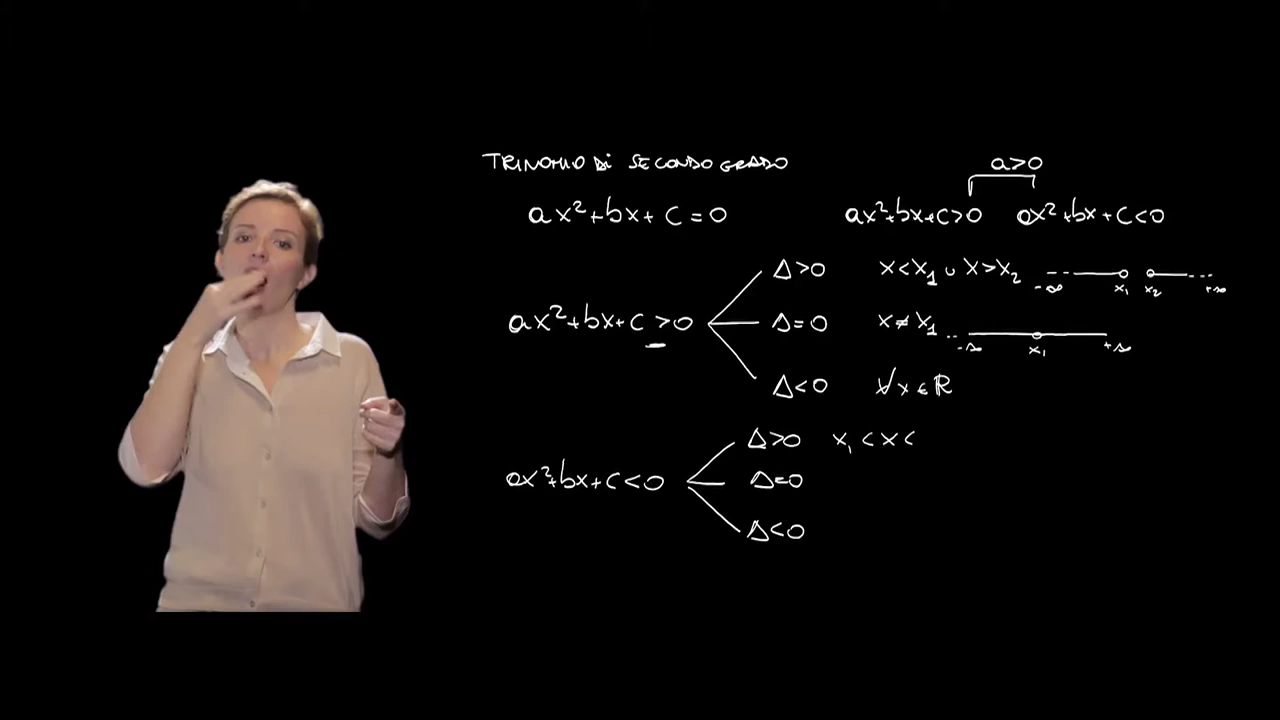 TRINOMIO DI SECONDO GRADO
a>0
ax²+bx+c=0
ax²+bx+c>0 ax²+bx+c<0
Δ>0 x<x₁ ∪ x>x₂
-∞ x₁ x₂ +∞
ax²+bx+c>0 Δ=0 x≠x₁
-∞ x₁ +∞
Δ<0 ∀x∈ℝ
Δ>0 x₁<x<
ax²+bx+c<0 Δ=0
Δ<0